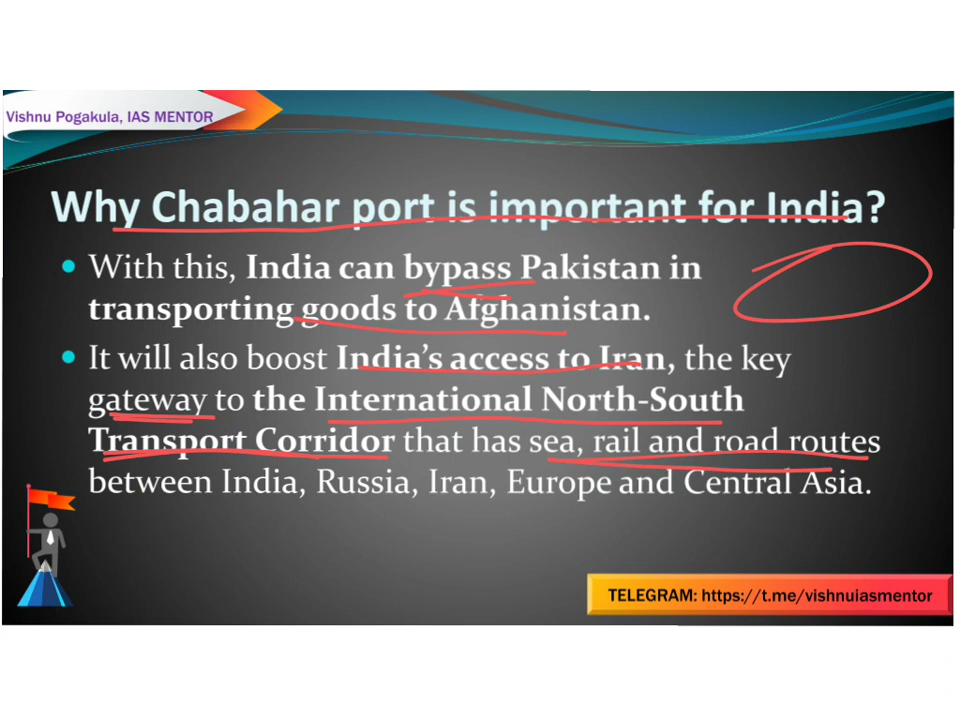 Vishnu Pogakula, IAS MENTOR
Why Chabahar port is important for India?
• With this, India can bypass Pakistan in
transporting goods to Afghanistan.
• It will also boost India's access to Iran, the key
gateway to the International North-South
Transport Corridor that has sea, rail and road routes
between India, Russia, Iran, Europe and Central Asia.
TELEGRAM: https://t.me/vishnuiasmentor